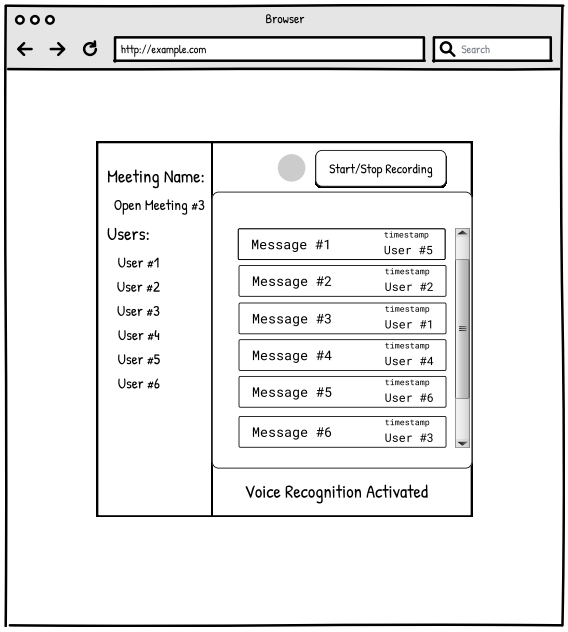 Browser
http://example.com
Search
Meeting Name:
Open Meeting #3
Users:
User #1
User #2
User #3
User #4
User #5
User #6
Start/Stop Recording
Message #1
timestamp
User #5
Message #2
timestamp
User #2
Message #3
timestamp
User #1
Message #4
timestamp
User #4
Message #5
timestamp
User #6
Message #6
timestamp
User #3
Voice Recognition Activated